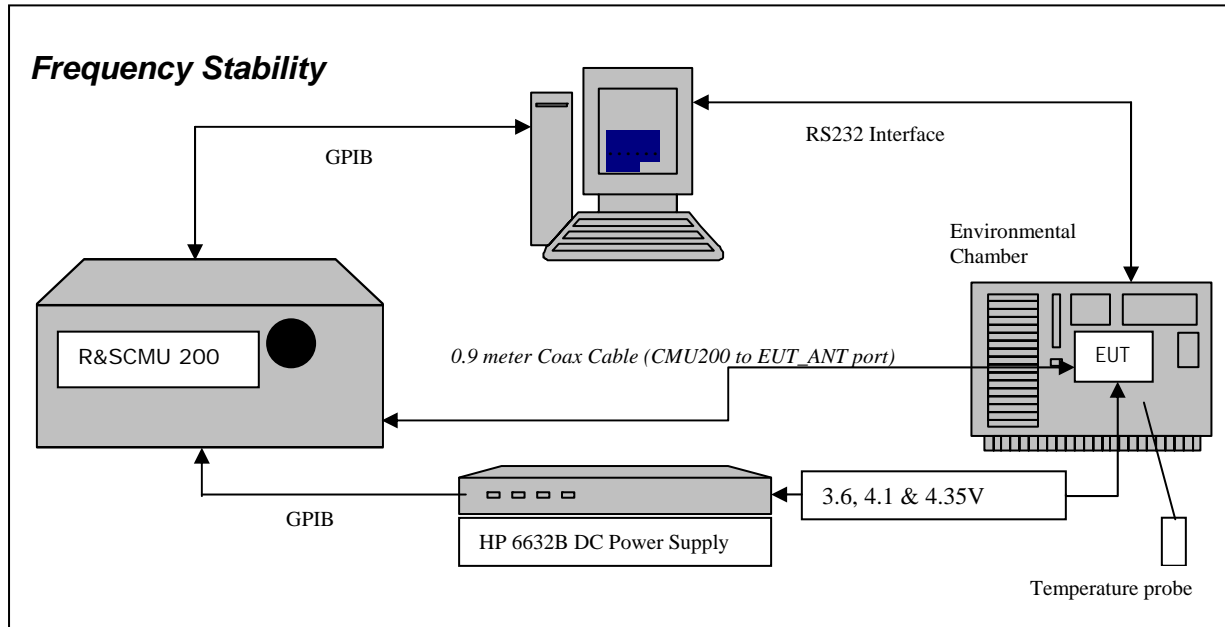 Frequency Stability
GPIB
RS232 Interface
Environmental
Chamber
R&SCMU 200
0.9 meter Coax Cable (CMU200 to EUT_ANT port)
EUT
3.6, 4.1 & 4.35V
GPIB
HP 6632B DC Power Supply
Temperature probe